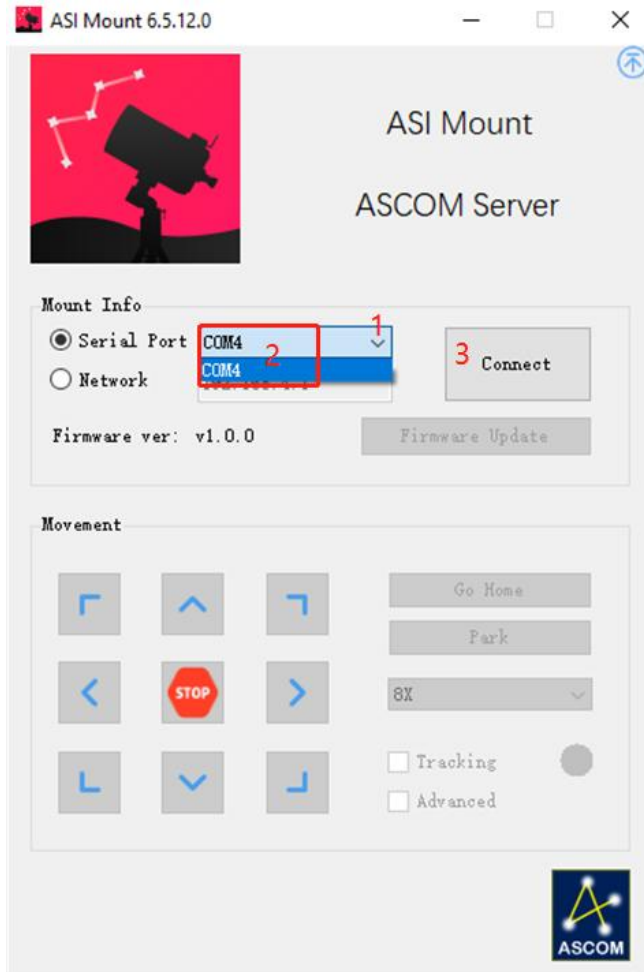 ASI Mount 6.5.12.0
ASI Mount
ASCOM Server
Mount Info
Serial Port COM4 1
COM4 2
3 Connect
Network
Firmware ver: v1.0.0 Firmware Update
Movement
Go Home
Park
STOP
8X
Tracking
Advanced
ASCOM